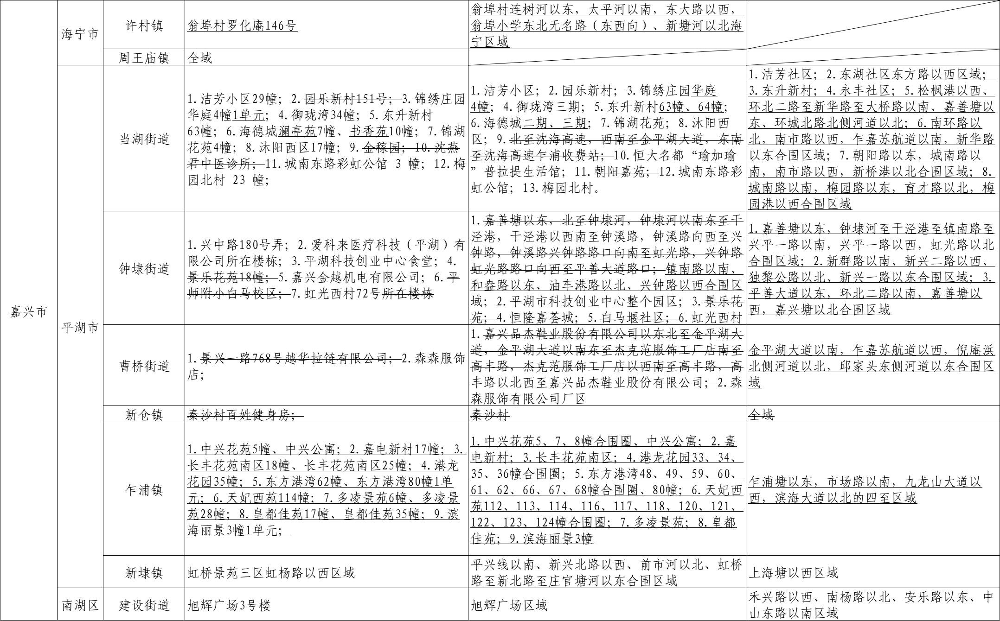 嘉兴市
海宁市
许村镇
翁埠村罗化庵146号
翁埠村连树河以东，太平河以南，东大路以西，
翁埠小学东北无名路（东西向）、新塘河以北海
宁区域
周王庙镇
全域
平湖市
当湖街道
1.洁芳小区29幢；2.园乐新村151号；3.锦绣庄园
华庭4幢1单元；4.御珑湾34幢；5.东升新村
63幢；6.海德城澜亭苑7幢、书香苑10幢；7.锦湖
花苑4幢；8.沐阳西区17幢；9.金稼园；10.沈燕
君中医诊所；11.城南东路彩虹公馆 3 幢；12.梅
园北村 23 幢；
1.洁芳小区；2.园乐新村；3.锦绣庄园华庭
4幢；4.御珑湾三期；5.东升新村63幢、64幢；
6.海德城二期、三期；7.锦湖花苑；8.沐阳西
区；9.北至沈海高速，西南至金平湖大道，东南
至沈海高速乍浦收费站；10.恒大名都“瑜加瑜
”普拉提生活馆；11.朝阳嘉苑；12.城南东路彩
虹公馆；13.梅园北村。
1.洁芳社区；2.东湖社区东方路以西区域；
3.东升新村；4.永丰社区；5.松枫港以西、
环北二路至新华路至大桥路以南、嘉善塘以
东、环城北路北侧河道以北；6.南环路以
北，南市路以西，乍嘉苏航道以南，新华路
以东合围区域；7.朝阳路以东，城南路以
南，南市路以西，新桥港以北合围区域；8.
城南路以南，梅园路以东，育才路以北，梅
园港以西合围区域
钟埭街道
1.兴中路180号弄；2.爱科来医疗科技（平湖）有
限公司所在楼栋；3.平湖科技创业中心食堂；4.
景乐花苑18幢；5.嘉兴金越机电有限公司；6.平
师附小白马校区；7.虹光西村72号所在楼栋
1.嘉善塘以东，北至钟埭河，钟埭河以南东至干
泾港，干泾港以西南至钟溪路，钟溪路向西至兴
钟路，钟溪路兴钟路路口向南至虹光路，兴钟路
虹光路路口向西至平善大道路口；镇南路以南、
和盎路以东、油车港路以北、兴钟路以西合围区
域；2.平湖市科技创业中心整个园区；3.景乐花
苑；4.恒隆嘉荟城；5.白马堰社区；6.虹光西村
1.嘉善塘以东，钟埭河至干泾港至镇南路至
兴平一路以南，兴平一路以西，虹光路以北
合围区域；2.新群路以南、新兴二路以西、
独黎公路以北、新兴一路以东合围区域；3.
平善大道以东，环北二路以南，嘉善塘以
西，嘉兴塘以北合围区域
曹桥街道
1.景兴一路768号越华拉链有限公司；2.森森服饰
店；
1.嘉兴品杰鞋业股份有限公司以东北至金平湖大
道，金平湖大道以南东至杰克范服饰工厂店南至
高丰路，杰克范服饰工厂店以西南至高丰路，高
丰路以北西至嘉兴品杰鞋业股份有限公司；2.森
森服饰有限公司厂区
金平湖大道以南，乍嘉苏航道以西，倪庵浜
北侧河道以北，邱家头东侧河道以东合围区
域
新仓镇
秦沙村百姓健身房；
秦沙村
全域
乍浦镇
1.中兴花苑5幢、中兴公寓；2.嘉电新村17幢；3.
长丰花苑南区18幢、长丰花苑南区25幢；4.港龙
花园35幢；5.东方港湾62幢、东方港湾80幢1单
元；6.天妃西苑114幢；7.多凌景苑6幢、多凌景
苑28幢；8.皇都佳苑17幢、皇都佳苑35幢；9.滨
海丽景3幢1单元；
1.中兴花苑5、7、8幢合围圈、中兴公寓；2.嘉
电新村；3.长丰花苑南区；4.港龙花园33、34、
35、36幢合围圈；5.东方港湾48、49、59、60、
61、62、66、67、68幢合围圈、80幢；6.天妃西
苑112、113、114、116、117、118、120、121、
122、123、124幢合围圈；7.多凌景苑；8.皇都
佳苑；9.滨海丽景3幢
乍浦塘以东，市场路以南，九龙山大道以
西，滨海大道以北的四至区域
新埭镇
虹桥景苑三区虹杨路以西区域
平兴线以南、新兴北路以西、前市河以北、虹桥
路至新北路至庄官塘河以东合围区域
上海塘以西区域
南湖区
建设街道
旭辉广场3号楼
旭辉广场区域
禾兴路以西、南杨路以北、安乐路以东、中
山东路以南区域